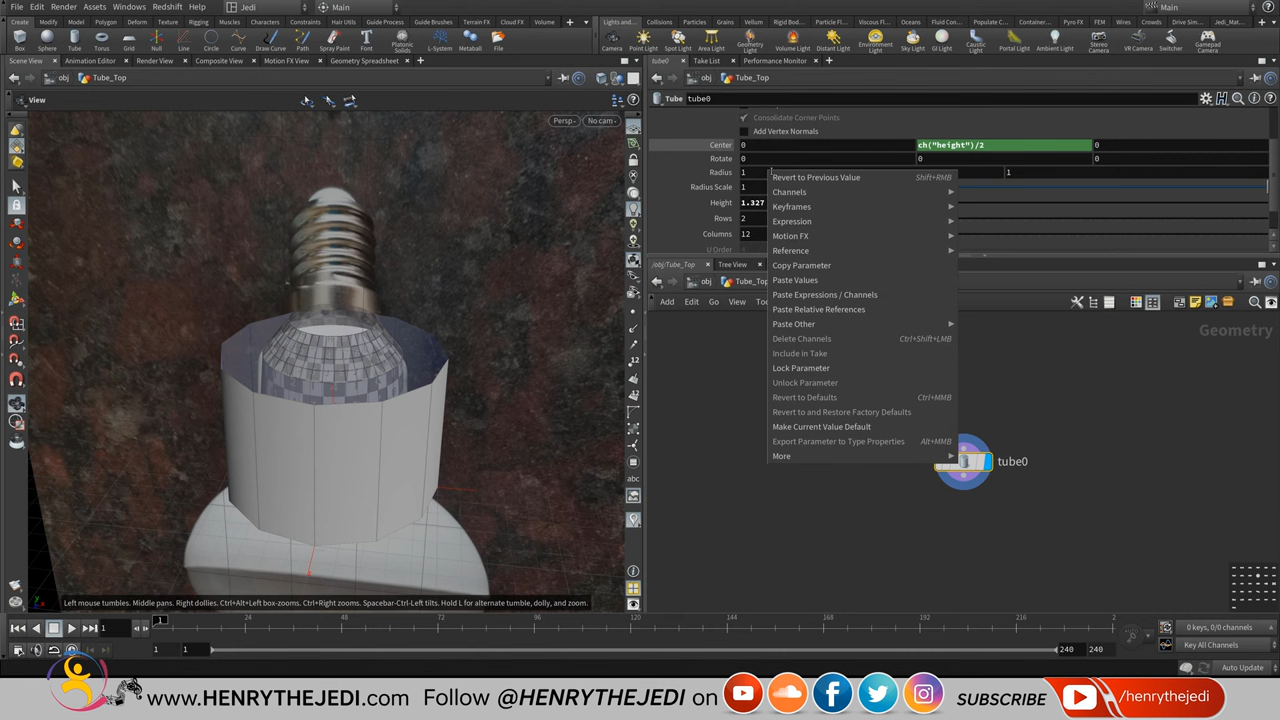 File Edit Render Assets Windows Redshift Help
Jedi
Main
Main
Create Modify Model Polygon Deform Texture Rigging Muscles Characters Constraints Hair Utils Guide Process Guide Brushes Terrain FX Cloud FX Volume
Lights and... Collisions Particles Grains Vellum Rigid Bod... Particle Fl... Viscous Fl... Oceans Fluid Con... Populate C... Container... Pyro FX FEM Wires Crowds Drive Sim... Jedi_Mat...
Box Sphere Tube Torus Grid Null Line Circle Curve Draw Curve Path Spray Paint Font Platonic Solids L-System Metaball File
Camera Point Light Spot Light Area Light Geometry Light Volume Light Distant Light Environment Light Sky Light GI Light Caustic Light Portal Light Ambient Light Stereo Camera VR Camera Switcher Gamepad Camera
Scene View Animation Editor Render View Composite View Motion FX View Geometry Spreadsheet
tube0 Take List Performance Monitor
obj Tube_Top
obj Tube_Top
View
Tube tube0
Persp No cam
Consolidate Corner Points
Add Vertex Normals
Center 0 ch("height")/2 0
Rotate 0 0 0
Radius 1 1
Radius Scale 1
Height 1.327
Rows 2
Columns 12
U Order
Revert to Previous Value Shift+RMB
Channels
Keyframes
Expression
Motion FX
Reference
Copy Parameter
Paste Values
Paste Expressions / Channels
Paste Relative References
Paste Other
Delete Channels Ctrl+Shift+LMB
Include in Take
Lock Parameter
Unlock Parameter
Revert to Defaults Ctrl+MMB
Revert to and Restore Factory Defaults
Make Current Value Default
Export Parameter to Type Properties Alt+MMB
More
/obj/Tube_Top Tree View
obj Tube_Top
Add Edit Go View
Geometry
tube0
12
12
abc
Left mouse tumbles. Middle pans. Right dollies. Ctrl+Alt+Left box-zooms. Ctrl+Right zooms. Spacebar-Ctrl-Left tilts. Hold L for alternate tumble, dolly, and zoom.
1 1 24 48 72 96 120 144 168 192 216 2
0 keys, 0/0 channels
Key All Channels
1 1 240 240
Auto Update
www.HENRYTHEJEDI.com Follow @HENRYTHEJEDI on SUBSCRIBE /henrythejedi